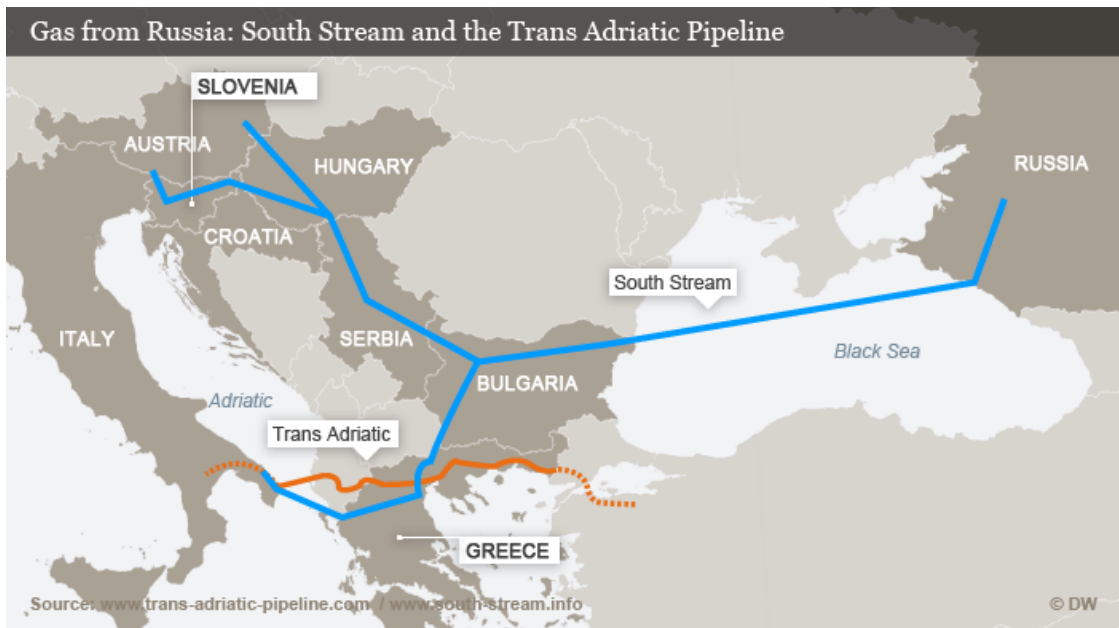 Gas from Russia: South Stream and the Trans Adriatic Pipeline
SLOVENIA
AUSTRIA
HUNGARY
RUSSIA
CROATIA
South Stream
ITALY
SERBIA
Black Sea
BULGARIA
Adriatic
Trans Adriatic
GREECE
Source: www.trans-adriatic-pipeline.com / www.south-stream.info
© DW